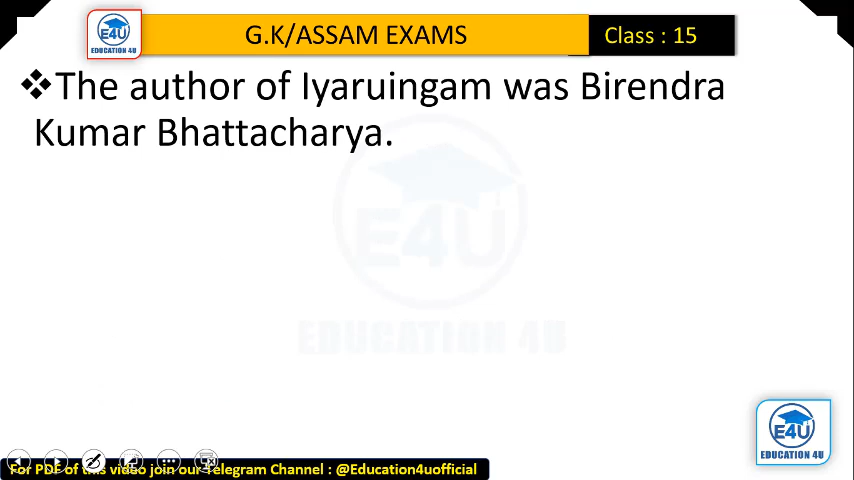 E4U
EDUCATION 4U
G.K/ASSAM EXAMS
Class : 15
❖The author of Iyaruingam was Birendra
Kumar Bhattacharya.
E4U
EDUCATION 4U
E4U
EDUCATION 4U
For PDF of this video join our Telegram Channel : @Education4uofficial